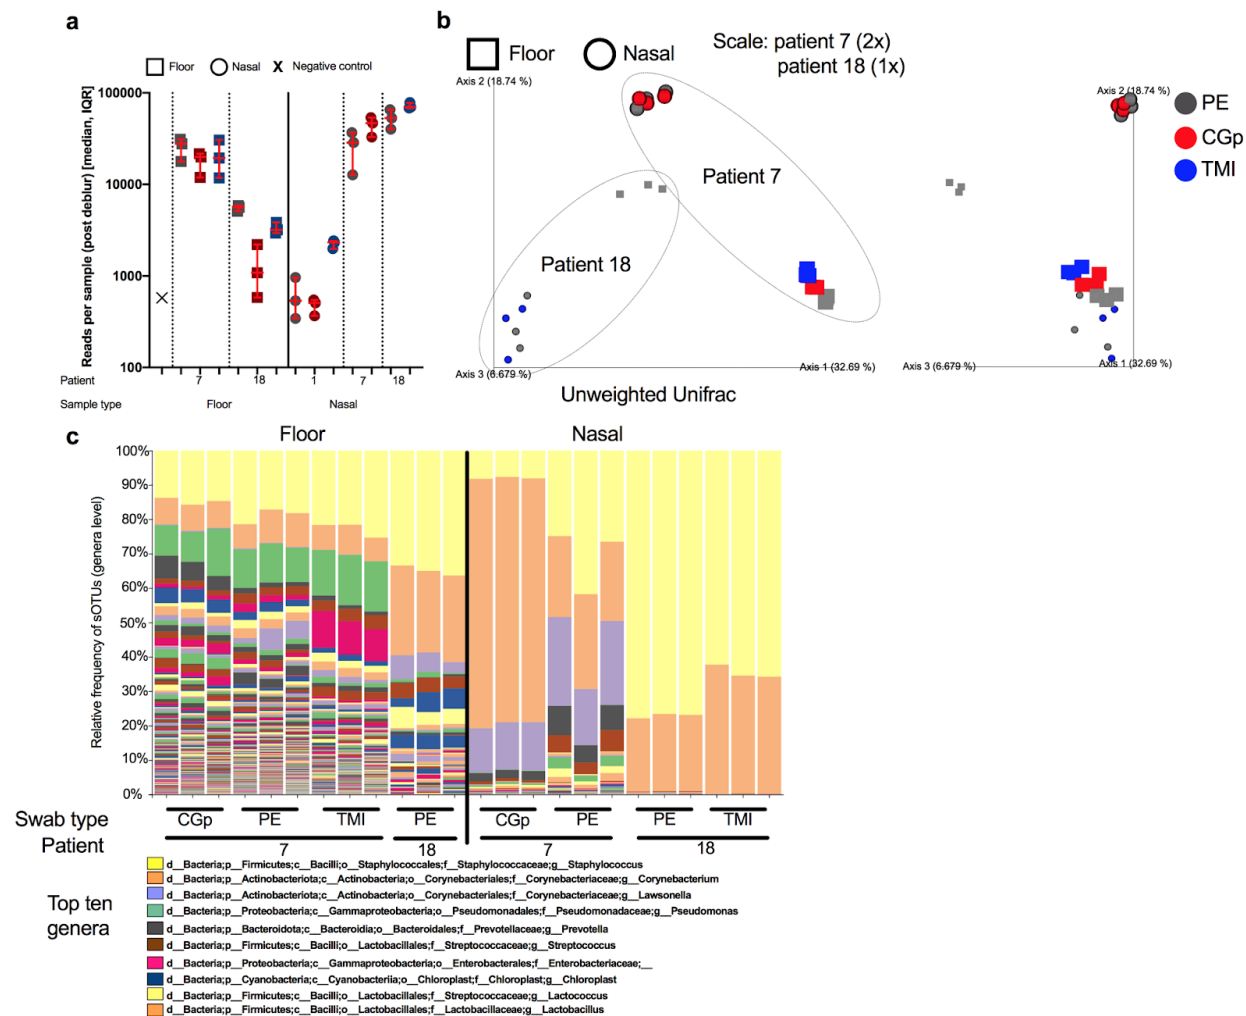 a
Floor Nasal X Negative control
Reads per sample (post deblur) [median, IQR]
100000
10000
1000
100
Patient 7 18 1 7 18
Sample type Floor Nasal
b
Floor Nasal
Scale: patient 7 (2x)
patient 18 (1x)
Axis 2 (18.74 %)
Patient 7
Patient 18
Axis 3 (6.679 %)
Axis 1 (32.69 %)
Axis 2 (18.74 %)
Axis 3 (6.679 %)
Axis 1 (32.69 %)
PE
CGp
TMI
Unweighted Unifrac
c
Floor Nasal
Relative frequency of sOTUs (genera level)
100%
90%
80%
70%
60%
50%
40%
30%
20%
10%
0%
Swab type CGp PE TMI PE CGp PE PE TMI
Patient 7 18 7 18
Top ten
genera
d__Bacteria;p__Firmicutes;c__Bacilli;o__Staphylococcales;f__Staphylococcaceae;g__Staphylococcus
d__Bacteria;p__Actinobacteriota;c__Actinobacteria;o__Corynebacteriales;f__Corynebacteriaceae;g__Corynebacterium
d__Bacteria;p__Actinobacteriota;c__Actinobacteria;o__Corynebacteriales;f__Corynebacteriaceae;g__Lawsonella
d__Bacteria;p__Proteobacteria;c__Gammaproteobacteria;o__Pseudomonadales;f__Pseudomonadaceae;g__Pseudomonas
d__Bacteria;p__Bacteroidota;c__Bacteroidia;o__Bacteroidales;f__Prevotellaceae;g__Prevotella
d__Bacteria;p__Firmicutes;c__Bacilli;o__Lactobacillales;f__Streptococcaceae;g__Streptococcus
d__Bacteria;p__Proteobacteria;c__Gammaproteobacteria;o__Enterobacterales;f__Enterobacteriaceae;__
d__Bacteria;p__Cyanobacteria;c__Cyanobacteriia;o__Chloroplast;f__Chloroplast;g__Chloroplast
d__Bacteria;p__Firmicutes;c__Bacilli;o__Lactobacillales;f__Streptococcaceae;g__Lactococcus
d__Bacteria;p__Firmicutes;c__Bacilli;o__Lactobacillales;f__Lactobacillaceae;g__Lactobacillus